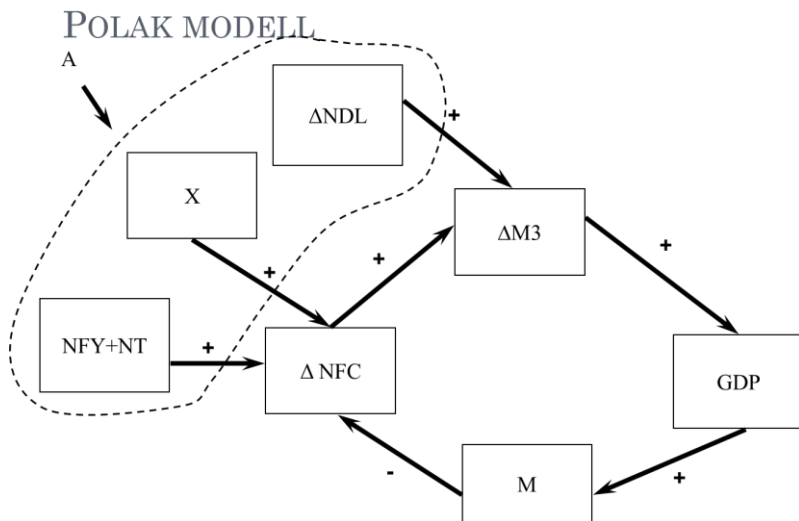 POLAK MODELL
A
ΔNDL
+
X
ΔM3
+
+
+
NFY+NT
+
Δ NFC
GDP
-
M
+